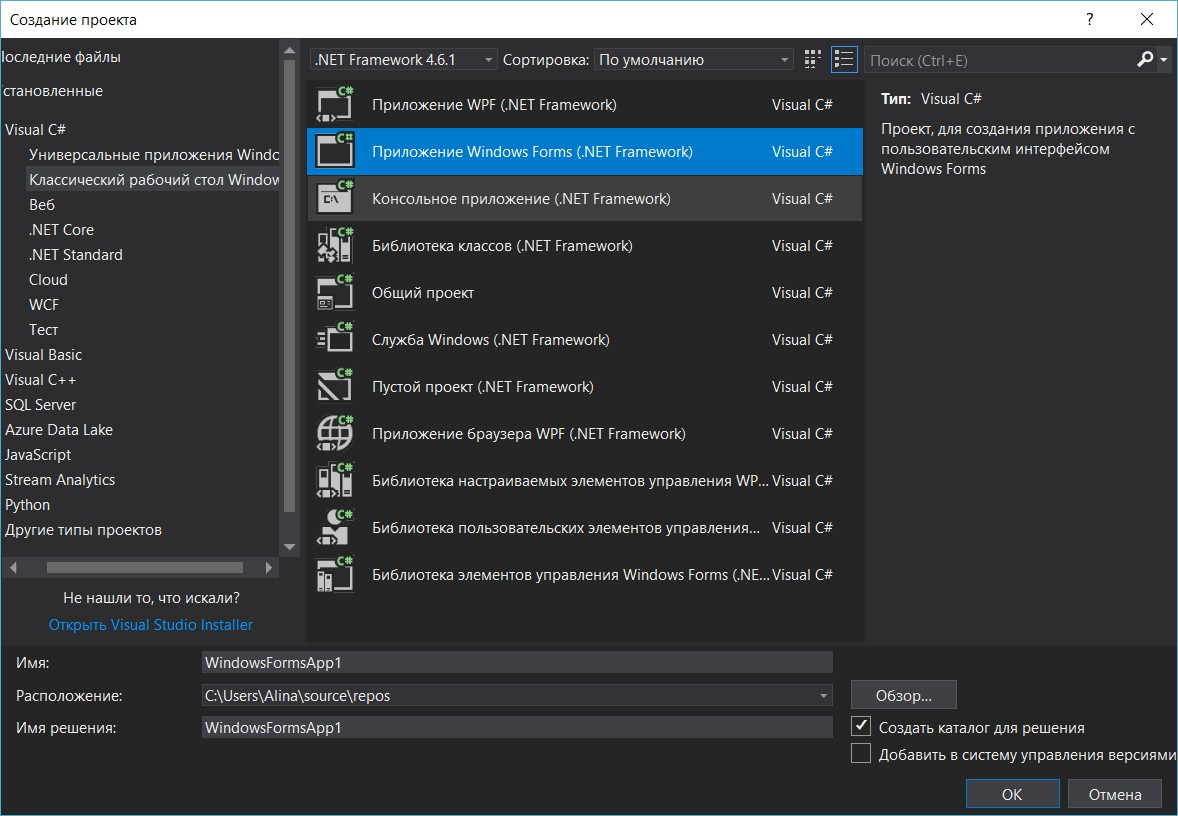 Создание проекта
?
оследние файлы
становленные
Visual C#
Универсальные приложения Windo
Классический рабочий стол Window
Веб
.NET Core
.NET Standard
Cloud
WCF
Тест
Visual Basic
Visual C++
SQL Server
Azure Data Lake
JavaScript
Stream Analytics
Python
Другие типы проектов
Не нашли то, что искали?
Открыть Visual Studio Installer
.NET Framework 4.6.1 Сортировка: По умолчанию
C# Приложение WPF (.NET Framework) Visual C#
C# Приложение Windows Forms (.NET Framework) Visual C#
C# C:\ Консольное приложение (.NET Framework) Visual C#
C# Библиотека классов (.NET Framework) Visual C#
C# Общий проект Visual C#
C# Служба Windows (.NET Framework) Visual C#
C# Пустой проект (.NET Framework) Visual C#
C# Приложение браузера WPF (.NET Framework) Visual C#
C# Библиотека настраиваемых элементов управления WP... Visual C#
C# Библиотека пользовательских элементов управления... Visual C#
C# Библиотека элементов управления Windows Forms (.NE... Visual C#
Поиск (Ctrl+E)
Тип: Visual C#
Проект, для создания приложения с
пользовательским интерфейсом
Windows Forms
Имя: WindowsFormsApp1
Расположение: C:\Users\Alina\source\repos
Имя решения: WindowsFormsApp1
Обзор...
Создать каталог для решения
Добавить в систему управления версиями
ОК
Отмена